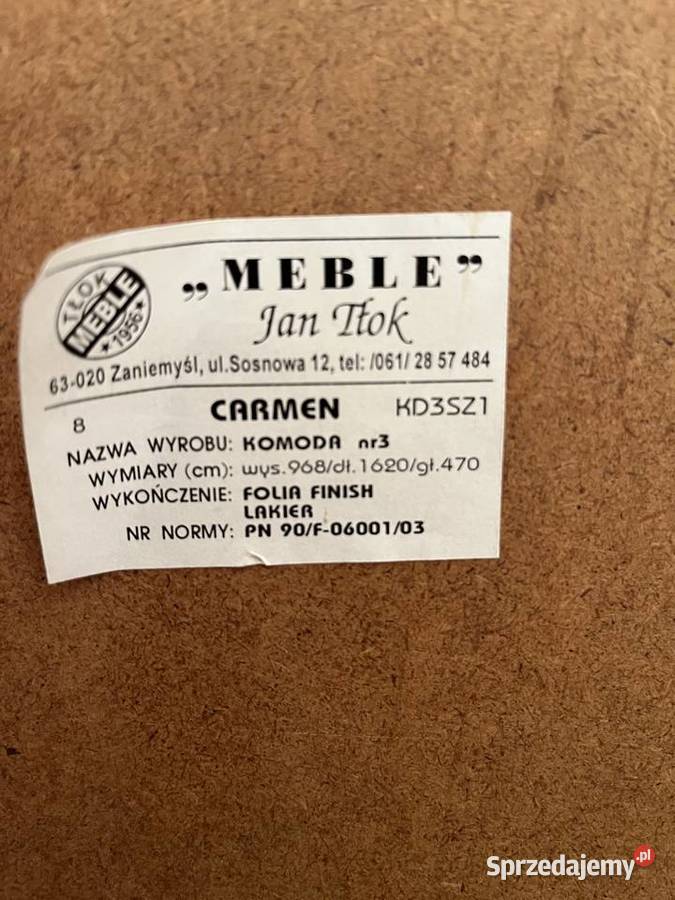 TŁOK
MEBLE
★ 1956 ★
„MEBLE”
Jan Tłok
63-020 Zaniemyśl, ul.Sosnowa 12, tel: /061/ 28 57 484
8 CARMEN KD3SZ1
NAZWA WYROBU: KOMODA nr3
WYMIARY (cm): wys.968/dł.1620/gł.470
WYKOŃCZENIE: FOLIA FINISH
LAKIER
NR NORMY: PN 90/F-06001/03
Sprzedajemy.pl